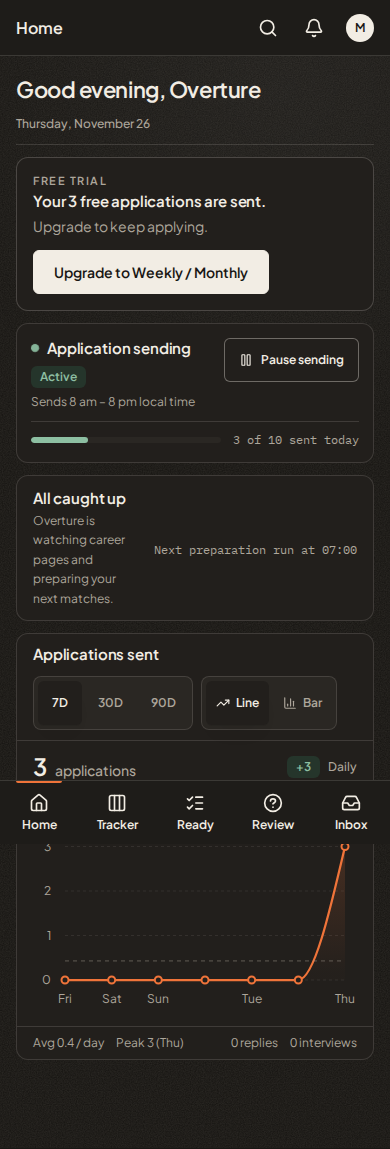 Home
M
Good evening, Overture
Thursday, November 26
FREE TRIAL
Your 3 free applications are sent.
Upgrade to keep applying.
Upgrade to Weekly / Monthly
Application sending
Pause sending
Active
Sends 8 am – 8 pm local time
3 of 10 sent today
All caught up
Overture is
watching career
pages and
preparing your
next matches.
Next preparation run at 07:00
Applications sent
7D 30D 90D Line Bar
3 applications +3 Daily
Home Tracker Ready Review Inbox
3
2
1
0
Fri Sat Sun Tue Thu
Avg 0.4 / day Peak 3 (Thu) 0 replies 0 interviews